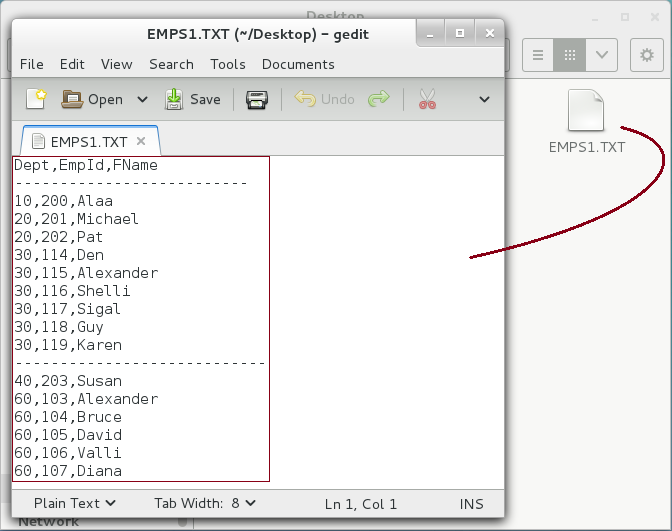 Desktop
EMPS1.TXT (~/Desktop) – gedit
File Edit View Search Tools Documents
Open Save Undo
EMPS1.TXT
EMPS1.TXT
Dept,EmpId,FName
--------------------------
10,200,Alaa
20,201,Michael
20,202,Pat
30,114,Den
30,115,Alexander
30,116,Shelli
30,117,Sigal
30,118,Guy
30,119,Karen
----------------------------
40,203,Susan
60,103,Alexander
60,104,Bruce
60,105,David
60,106,Valli
60,107,Diana
Plain Text Tab Width: 8 Ln 1, Col 1 INS
Network